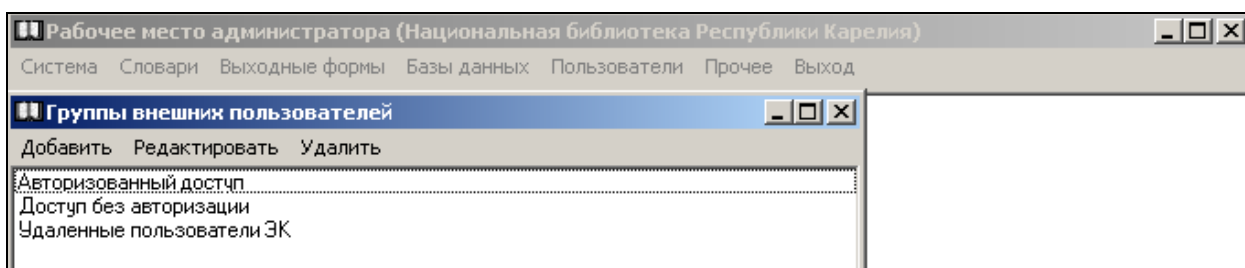 Рабочее место администратора (Национальная библиотека Республики Карелия)
Система Словари Выходные формы Базы данных Пользователи Прочее Выход
Группы внешних пользователей
Добавить Редактировать Удалить
Авторизованный доступ
Доступ без авторизации
Удаленные пользователи ЭК